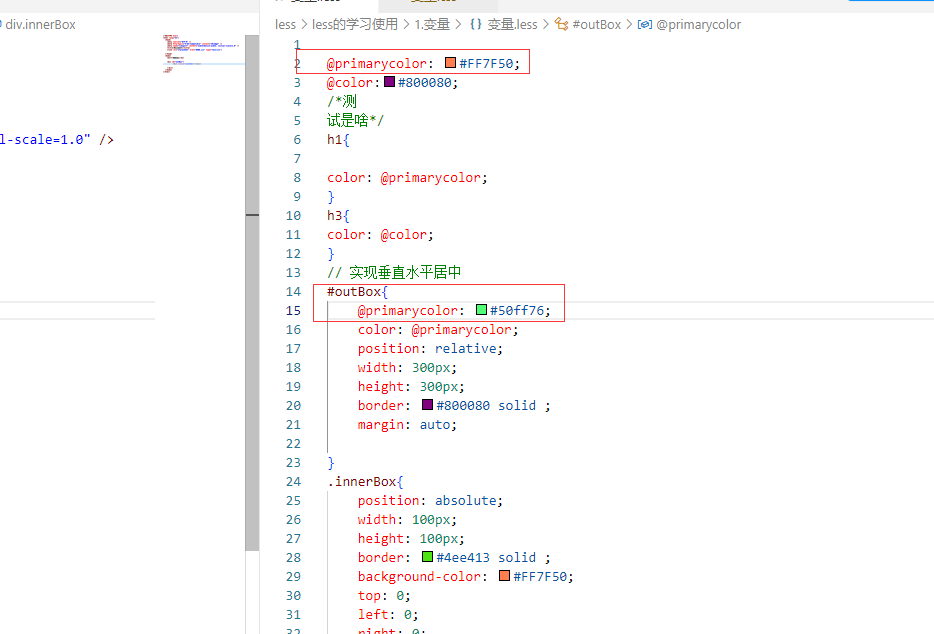 div.innerBox
less > less的学习使用 > 1.变量 > {} 变量.less > #outBox > @primarycolor
l-scale=1.0" />
1
2 @primarycolor: #FF7F50;
3 @color: #800080;
4 /*测
5 试是啥*/
6 h1{
7
8 color: @primarycolor;
9 }
10 h3{
11 color: @color;
12 }
13 // 实现垂直水平居中
14 #outBox{
15 @primarycolor: #50ff76;
16 color: @primarycolor;
17 position: relative;
18 width: 300px;
19 height: 300px;
20 border: #800080 solid ;
21 margin: auto;
22
23 }
24 .innerBox{
25 position: absolute;
26 width: 100px;
27 height: 100px;
28 border: #4ee413 solid ;
29 background-color: #FF7F50;
30 top: 0;
31 left: 0;
32 right: 0;